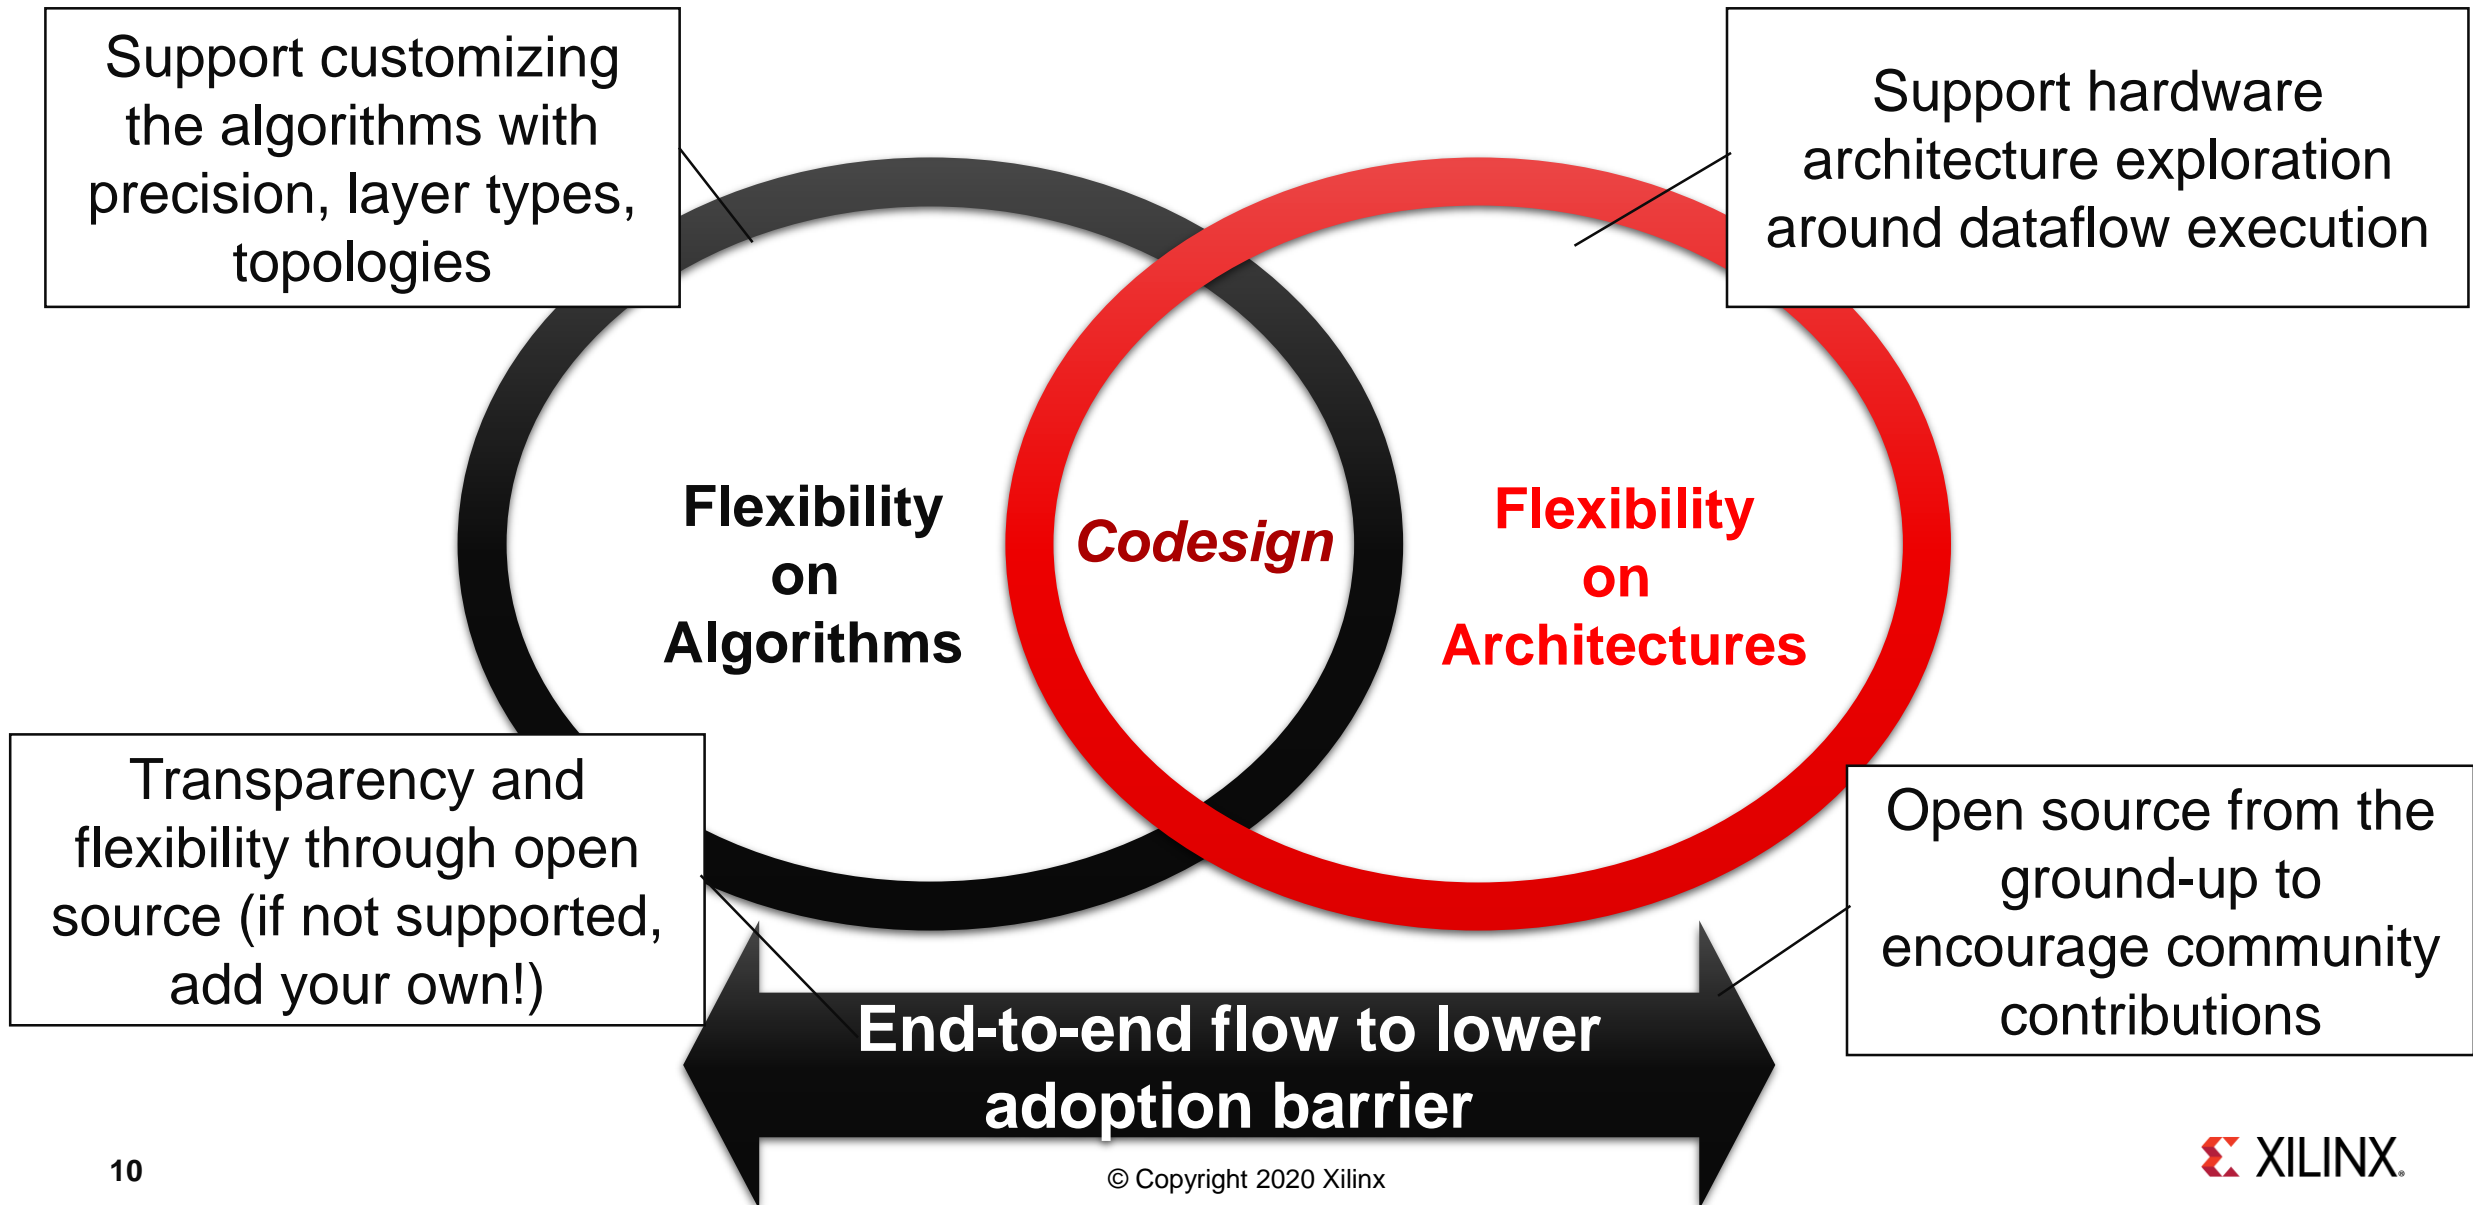 Support customizing
the algorithms with
precision, layer types,
topologies
Support hardware
architecture exploration
around dataflow execution
Flexibility
on
Algorithms
Codesign
Flexibility
on
Architectures
Transparency and
flexibility through open
source (if not supported,
add your own!)
Open source from the
ground-up to
encourage community
contributions
End-to-end flow to lower
adoption barrier
10
© Copyright 2020 Xilinx
XILINX®